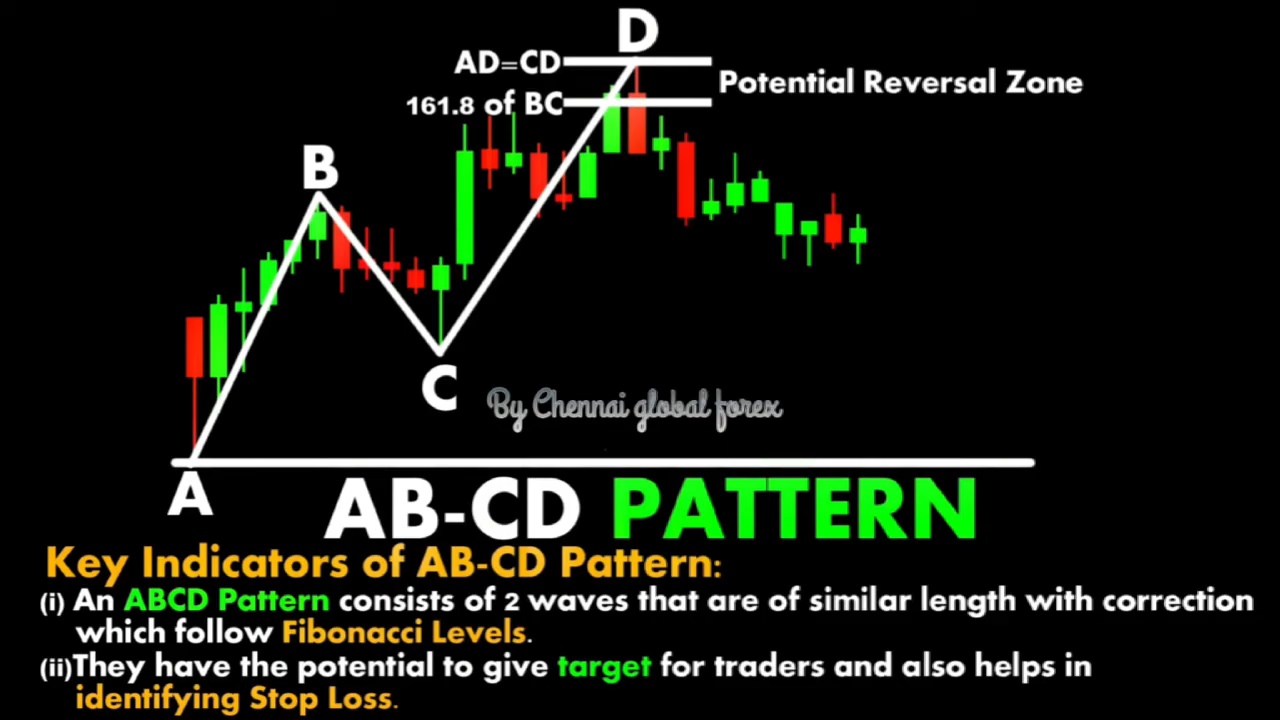 D
AD=CD
Potential Reversal Zone
161.8 of BC
B
C
By Chennai global forex
A
AB-CD PATTERN
Key Indicators of AB-CD Pattern:
(i) An ABCD Pattern consists of 2 waves that are of similar length with correction
which follow Fibonacci Levels.
(ii)They have the potential to give target for traders and also helps in
identifying Stop Loss.